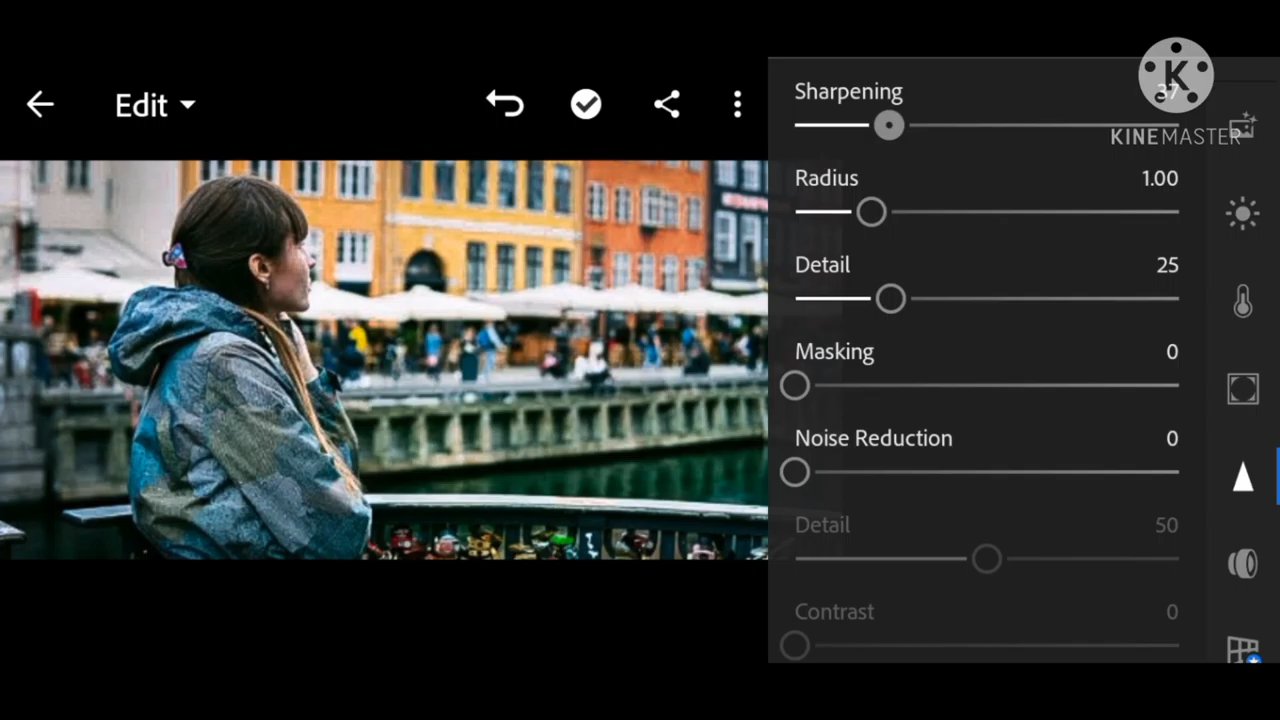 Edit
Sharpening 37
K
KINEMASTER
Radius 1.00
Detail 25
Masking 0
Noise Reduction 0
Detail 50
Contrast 0